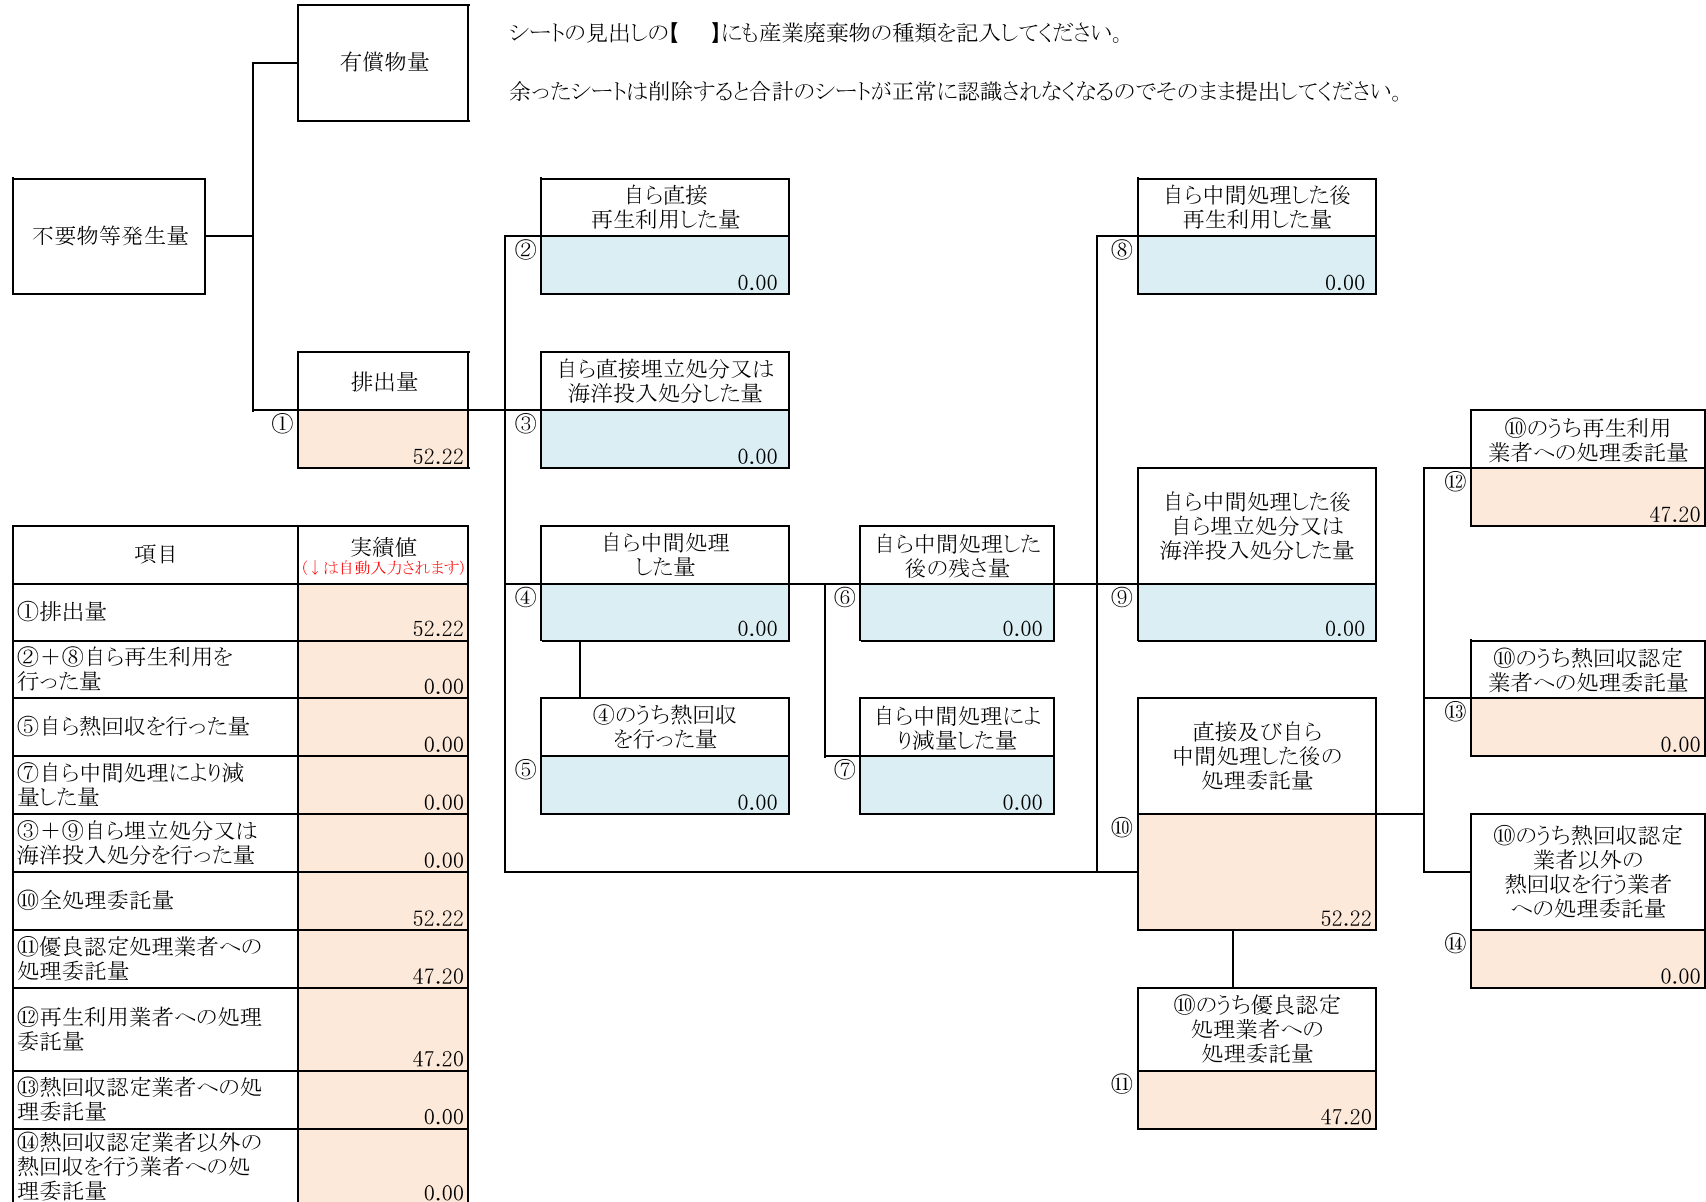 シートの見出しの【　】にも産業廃棄物の種類を記入してください。
余ったシートは削除すると合計のシートが正常に認識されなくなるのでそのまま提出してください。
有償物量
不要物等発生量
排出量
①
52.22
自ら直接
再生利用した量
②
0.00
自ら直接埋立処分又は
海洋投入処分した量
③
0.00
自ら中間処理
した量
④
0.00
④のうち熱回収
を行った量
⑤
0.00
自ら中間処理した
後の残さ量
⑥
0.00
自ら中間処理によ
り減量した量
⑦
0.00
自ら中間処理した後
再生利用した量
⑧
0.00
自ら中間処理した後
自ら埋立処分又は
海洋投入処分した量
⑨
0.00
直接及び自ら
中間処理した後の
処理委託量
⑩
52.22
⑩のうち優良認定
処理業者への
処理委託量
⑪
47.20
⑩のうち再生利用
業者への処理委託量
⑫
47.20
⑩のうち熱回収認定
業者への処理委託量
⑬
0.00
⑩のうち熱回収認定
業者以外の
熱回収を行う業者
への処理委託量
⑭
0.00
項目
実績値
(↓は自動入力されます)
①排出量
52.22
②＋⑧自ら再生利用を
行った量
0.00
⑤自ら熱回収を行った量
0.00
⑦自ら中間処理により減
量した量
0.00
③＋⑨自ら埋立処分又は
海洋投入処分を行った量
0.00
⑩全処理委託量
52.22
⑪優良認定処理業者への
処理委託量
47.20
⑫再生利用業者への処理
委託量
47.20
⑬熱回収認定業者への処
理委託量
0.00
⑭熱回収認定業者以外の
熱回収を行う業者への処
理委託量
0.00